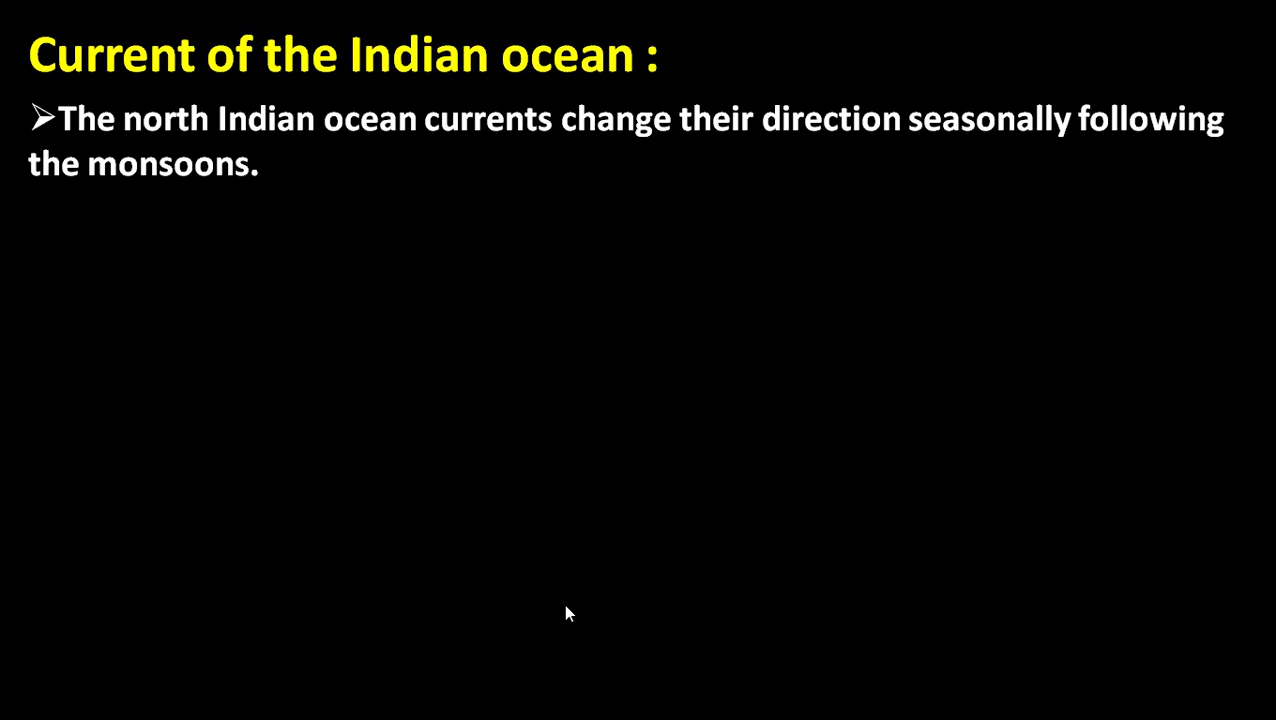 Current of the Indian ocean :
➢The north Indian ocean currents change their direction seasonally following
the monsoons.